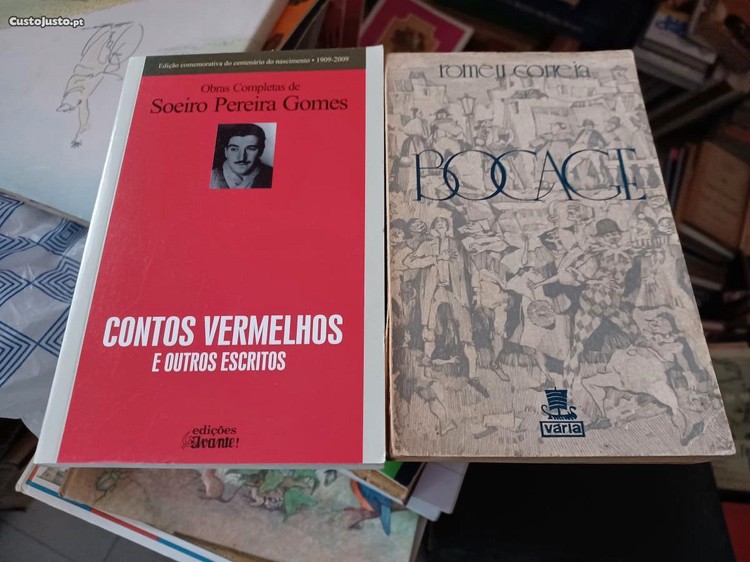 CustoJusto.pt
Edição comemorativa do centenário do nascimento • 1909-2009
Obras Completas de
Soeiro Pereira Gomes
CONTOS VERMELHOS
E OUTROS ESCRITOS
edições
Avante!
romeu correia
BOCAGE
vária